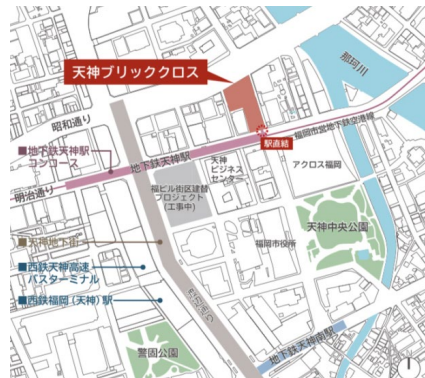 天神ブリッククロス
那珂川
昭和通り
福岡市営地下鉄空港線
駅直結
■地下鉄天神駅
コンコース
地下鉄天神駅
天神
ビジネス
センター
アクロス福岡
明治通り
福ビル街区建替
プロジェクト
(工事中)
天神中央公園
■天神地下街
福岡市役所
■西鉄天神高速
バスターミナル
■西鉄福岡(天神)駅
渡辺通り
地下鉄天神南駅
警固公園